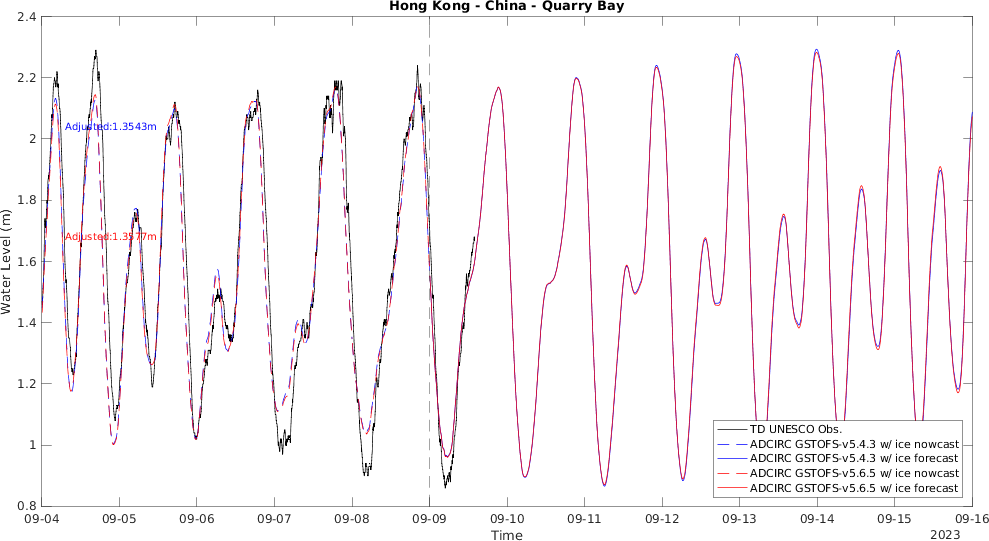 Hong Kong - China - Quarry Bay
Water Level (m)
2.4
2.2
2
1.8
1.6
1.4
1.2
1
0.8
Adjusted:1.3543m
Adjusted:1.3577m
TD UNESCO Obs.
ADCIRC GSTOFS-v5.4.3 w/ ice nowcast
ADCIRC GSTOFS-v5.4.3 w/ ice forecast
ADCIRC GSTOFS-v5.6.5 w/ ice nowcast
ADCIRC GSTOFS-v5.6.5 w/ ice forecast
09-04 09-05 09-06 09-07 09-08 09-09 09-10 09-11 09-12 09-13 09-14 09-15 09-16
Time
2023